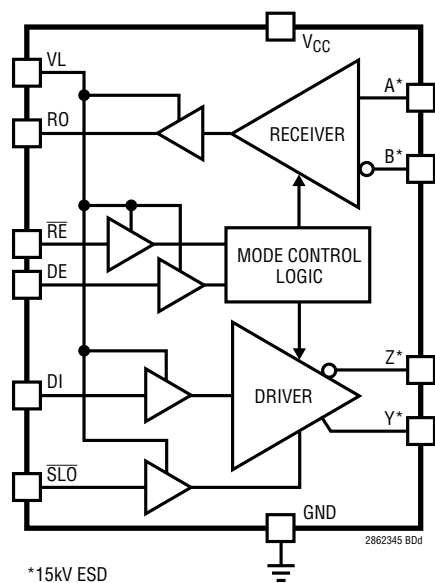 VCC
VL
A*
RO
RECEIVER
B*
RE
MODE CONTROL
LOGIC
DE
Z*
DI
DRIVER
Y*
SLO
GND
2862345 BDd
*15kV ESD